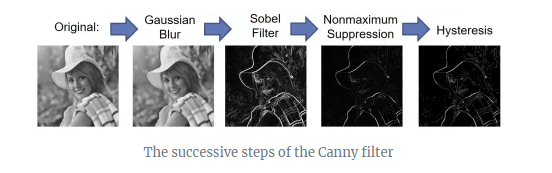 Original:
Gaussian
Blur
Sobel
Filter
Nonmaximum
Suppression
Hysteresis
The successive steps of the Canny filter